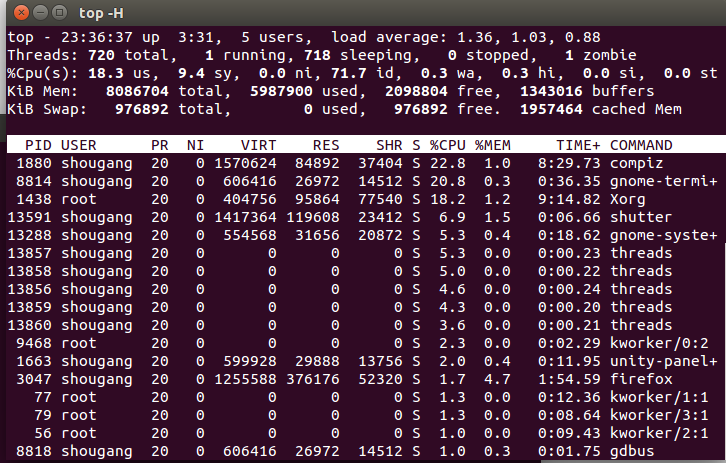 top -H
top - 23:36:37 up  3:31,  5 users,  load average: 1.36, 1.03, 0.88
Threads: 720 total,   1 running, 718 sleeping,   0 stopped,   1 zombie
%Cpu(s): 18.3 us,  9.4 sy,  0.0 ni, 71.7 id,  0.3 wa,  0.3 hi,  0.0 si,  0.0 st
KiB Mem:   8086704 total,  5987900 used,  2098804 free,  1343016 buffers
KiB Swap:   976892 total,        0 used,   976892 free.  1957464 cached Mem
PID USER      PR  NI    VIRT    RES    SHR S %CPU %MEM     TIME+ COMMAND
1880 shougang  20   0 1570624  84892  37404 S 22.8  1.0   8:29.73 compiz
8814 shougang  20   0  606416  26972  14512 S 20.8  0.3   0:36.35 gnome-termi+
1438 root      20   0  404756  95864  77540 S 18.2  1.2   9:14.82 Xorg
13591 shougang  20   0 1417364 119608  23412 S  6.9  1.5   0:06.66 shutter
13288 shougang  20   0  554568  31656  20872 S  5.3  0.4   0:18.62 gnome-syste+
13857 shougang  20   0       0      0      0 S  5.3  0.0   0:00.23 threads
13858 shougang  20   0       0      0      0 S  5.0  0.0   0:00.22 threads
13856 shougang  20   0       0      0      0 S  4.6  0.0   0:00.24 threads
13859 shougang  20   0       0      0      0 S  4.3  0.0   0:00.20 threads
13860 shougang  20   0       0      0      0 S  3.6  0.0   0:00.21 threads
9468 root      20   0       0      0      0 S  2.3  0.0   0:02.29 kworker/0:2
1663 shougang  20   0  599928  29888  13756 S  2.0  0.4   0:11.95 unity-panel+
3047 shougang  20   0 1255588 376176  52320 S  1.7  4.7   1:54.59 firefox
77 root      20   0       0      0      0 S  1.0  0.0   0:12.36 kworker/1:1
79 root      20   0       0      0      0 S  1.0  0.0   0:08.64 kworker/3:1
56 root      20   0       0      0      0 S  1.0  0.0   0:09.43 kworker/2:1
8818 shougang  20   0  606416  26972  14512 S  1.0  0.3   0:01.75 gdbus